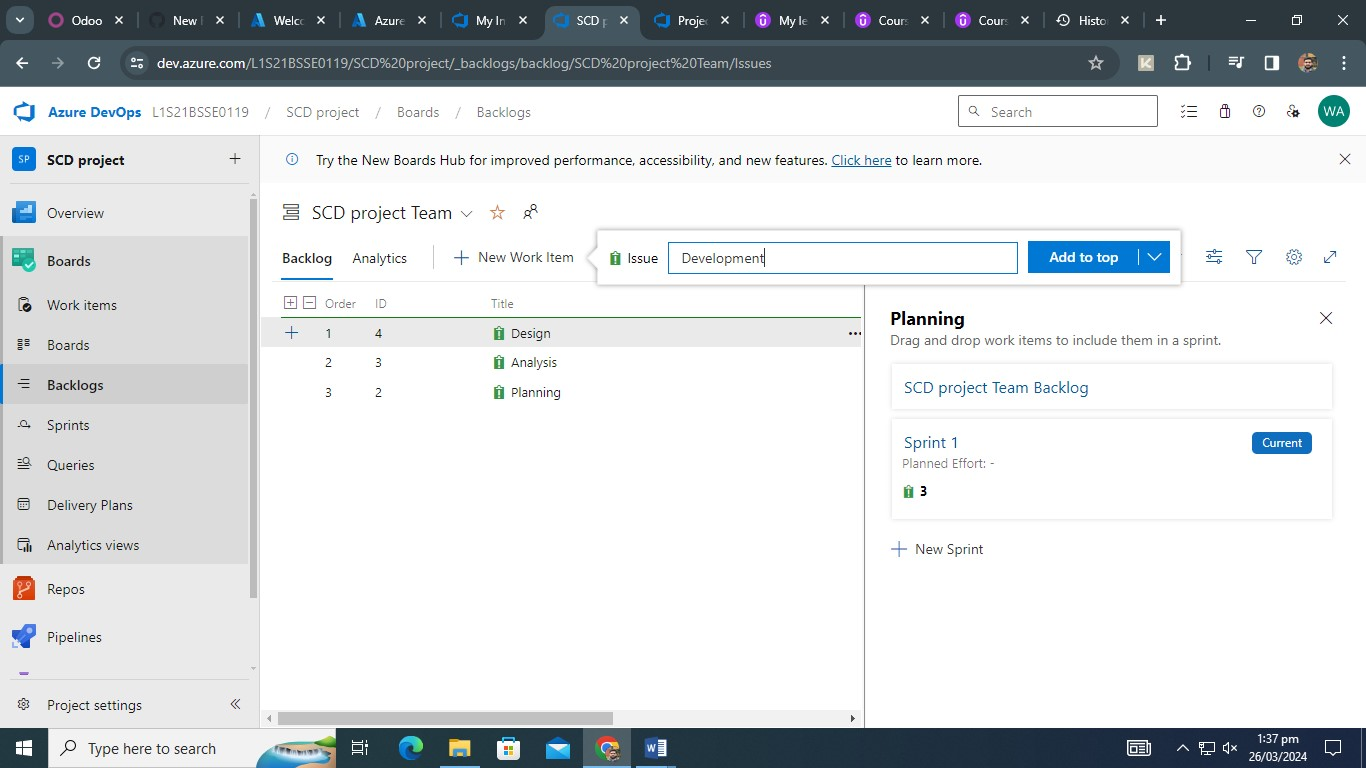 Odoo
New
Welco
Azure
My In
SCD p
Projec
My le
Cours
Cours
Histo
dev.azure.com/L1S21BSSE0119/SCD%20project/_backlogs/backlog/SCD%20project%20Team/Issues
Azure DevOps L1S21BSSE0119 / SCD project / Boards / Backlogs
Search
WA
SP SCD project
Try the New Boards Hub for improved performance, accessibility, and new features. Click here to learn more.
Overview
Boards
Work items
Boards
Backlogs
Sprints
Queries
Delivery Plans
Analytics views
Repos
Pipelines
Project settings
SCD project Team
Backlog Analytics New Work Item
Issue Development Add to top
Order ID Title
1 4 Design
2 3 Analysis
3 2 Planning
Planning
Drag and drop work items to include them in a sprint.
SCD project Team Backlog
Sprint 1 Current
Planned Effort: -
3
New Sprint
Type here to search
1:37 pm
26/03/2024